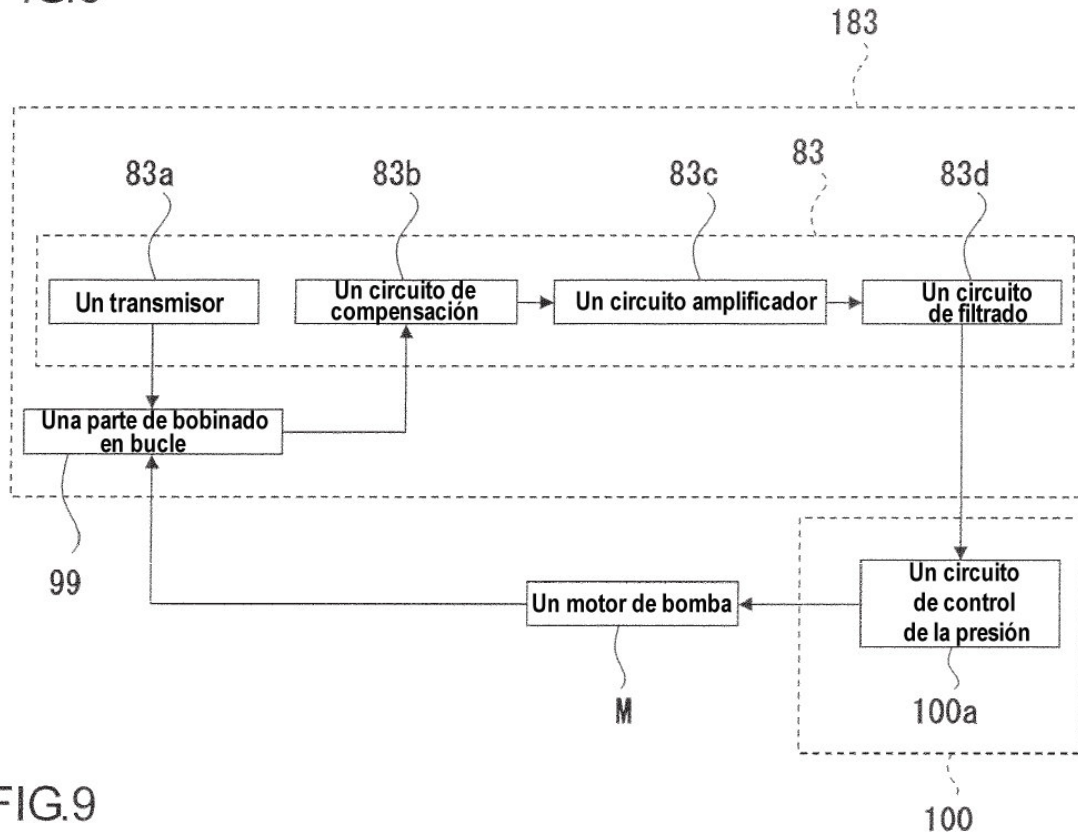 183
83
83a
83b
83c
83d
Un transmisor
Un circuito de
compensación
Un circuito amplificador
Un circuito
de filtrado
Una parte de bobinado
en bucle
99
Un motor de bomba
M
Un circuito
de control
de la presión
100a
100
FIG.9